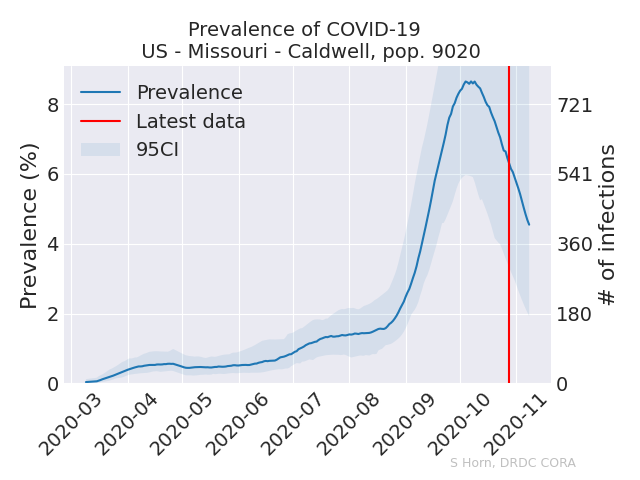 Prevalence of COVID-19
US - Missouri - Caldwell, pop. 9020
Prevalence
Latest data
95CI
Prevalence (%)
8
6
4
2
0
721
541
360
180
0
# of infections
2020-03
2020-04
2020-05
2020-06
2020-07
2020-08
2020-09
2020-10
2020-11
S Horn, DRDC CORA